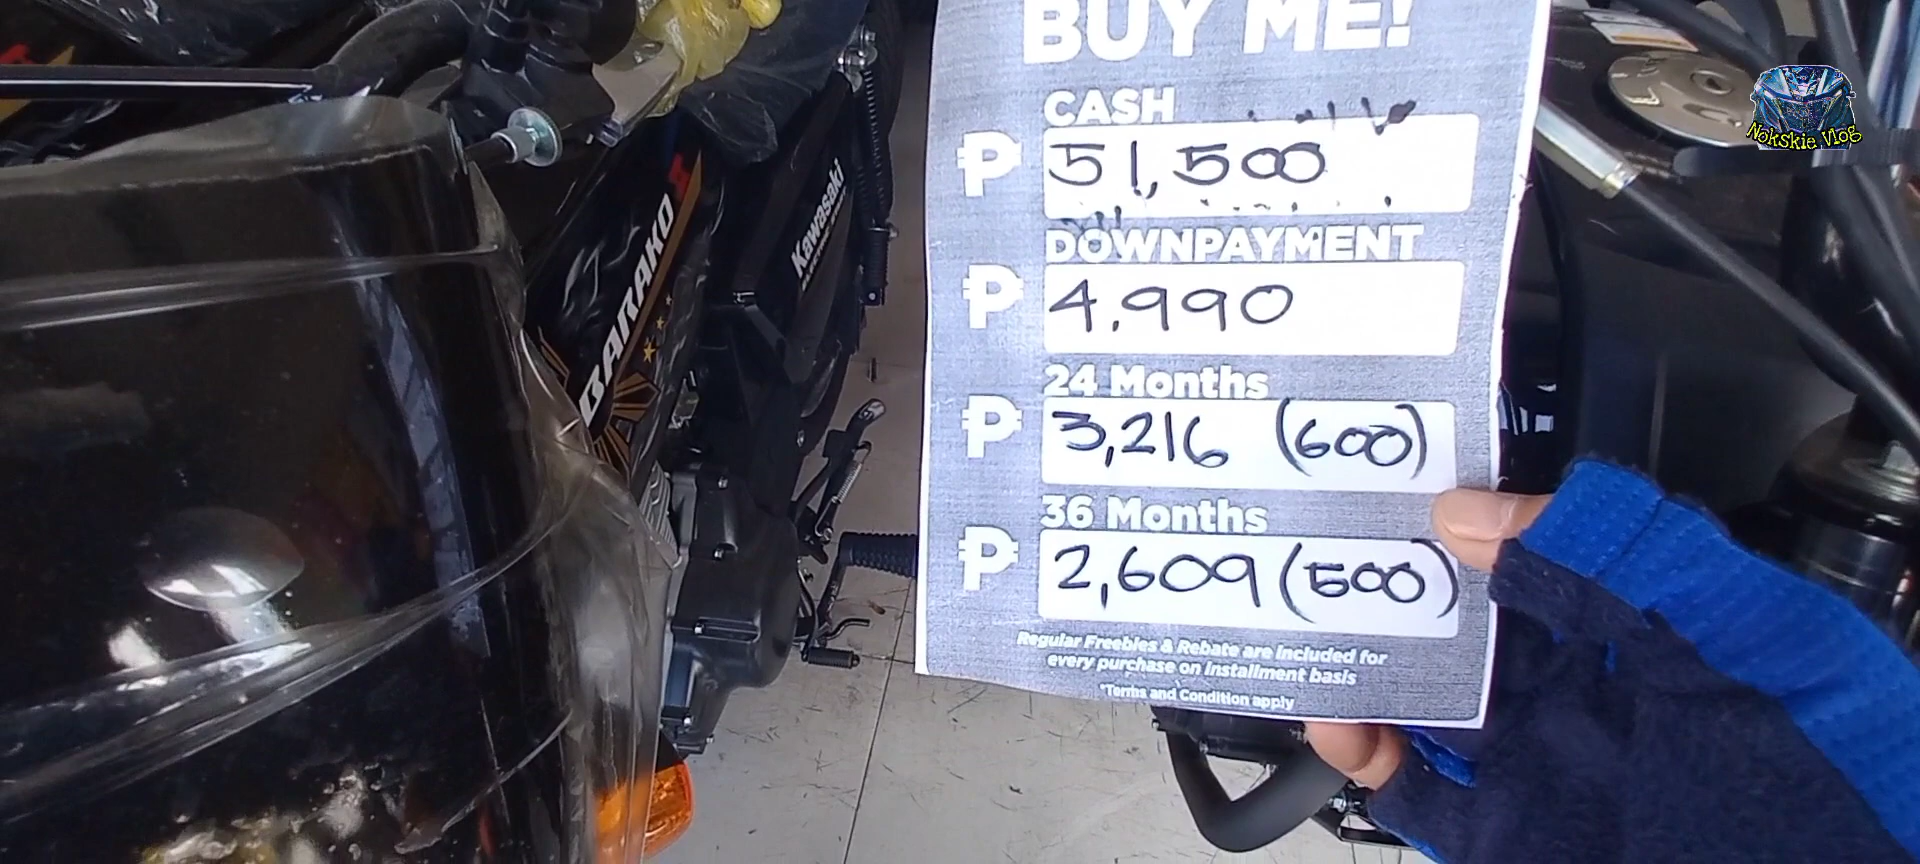 BUY ME!
CASH
₱ 51,500
DOWNPAYMENT
₱ 4.990
24 Months
₱ 3,216 (600)
36 Months
₱ 2,609 (500)
Regular Freebies & Rebate are included for
every purchase on installment basis
*Terms and Condition apply
BARAKO II
Kawasaki
Nokskie Vlog